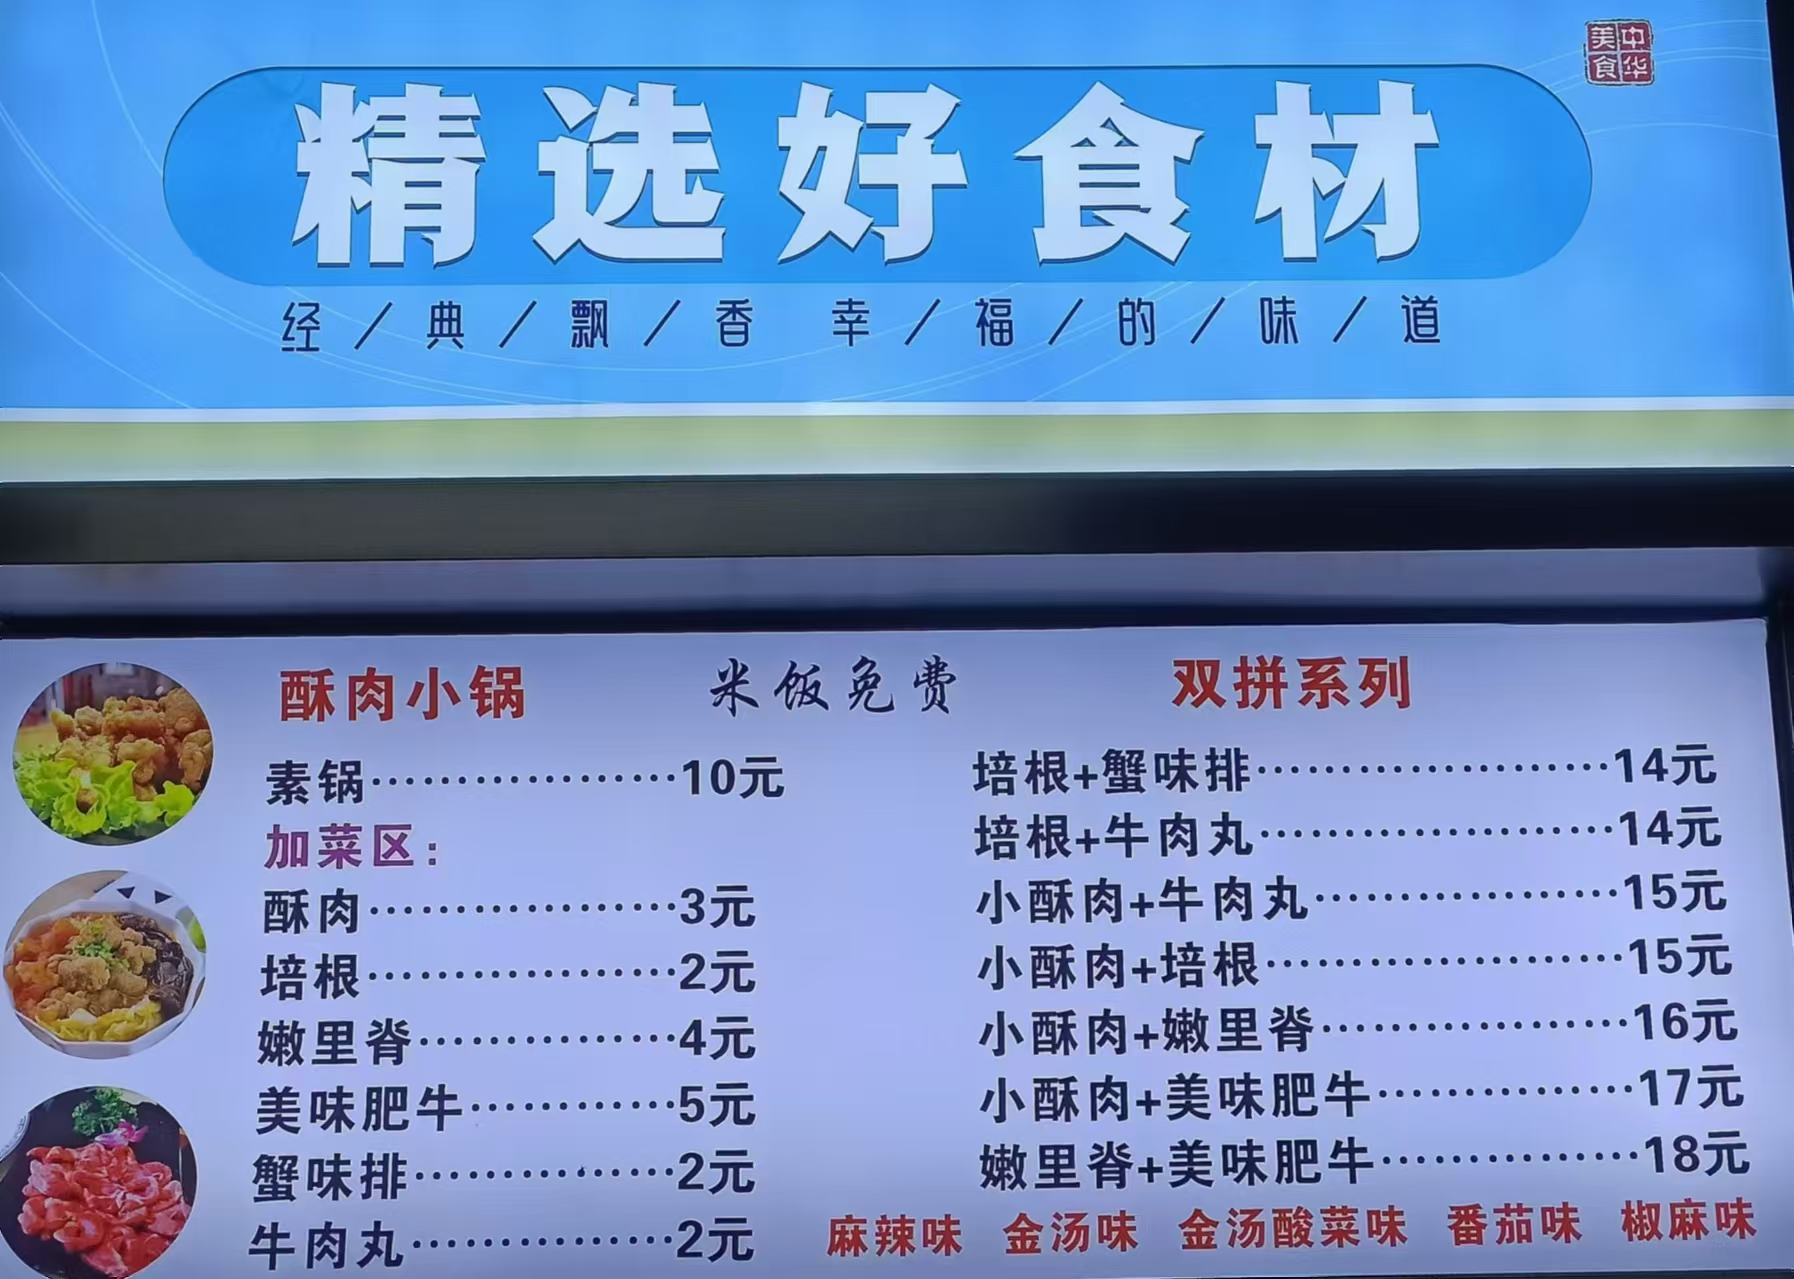 中华
美食
精选好食材
经/典/飘/香 幸/福/的/味/道
酥肉小锅
米饭免费
素锅………………10元
加菜区:
酥肉………………3元
培根………………2元
嫩里脊……………4元
美味肥牛…………5元
蟹味排……………2元
牛肉丸……………2元
双拼系列
培根+蟹味排…………………14元
培根+牛肉丸…………………14元
小酥肉+牛肉丸………………15元
小酥肉+培根…………………15元
小酥肉+嫩里脊………………16元
小酥肉+美味肥牛……………17元
嫩里脊+美味肥牛……………18元
麻辣味 金汤味 金汤酸菜味 番茄味 椒麻味